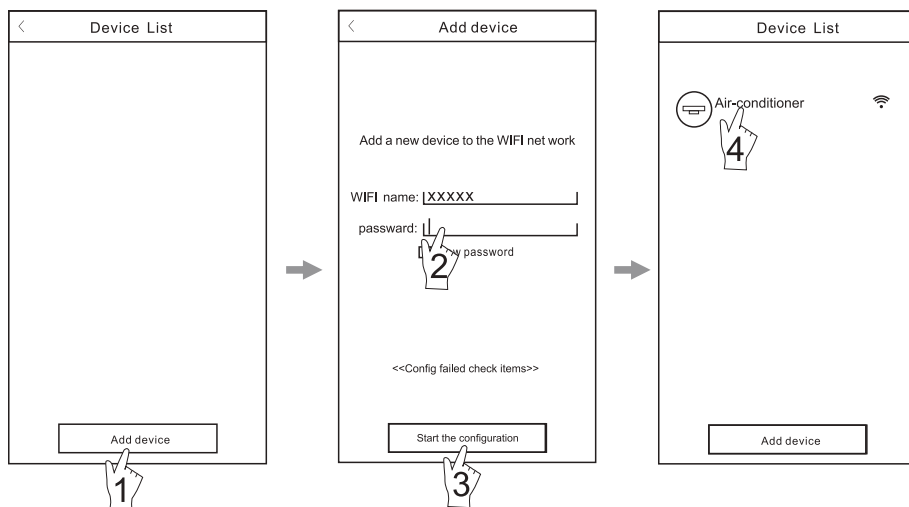 Device List
Add device
1
Add device
Add a new device to the WIFI net work
WIFI name: XXXXX
passward:
2
w password
<<Config failed check items>>
Start the configuration
3
Device List
Air-conditioner
4
Add device